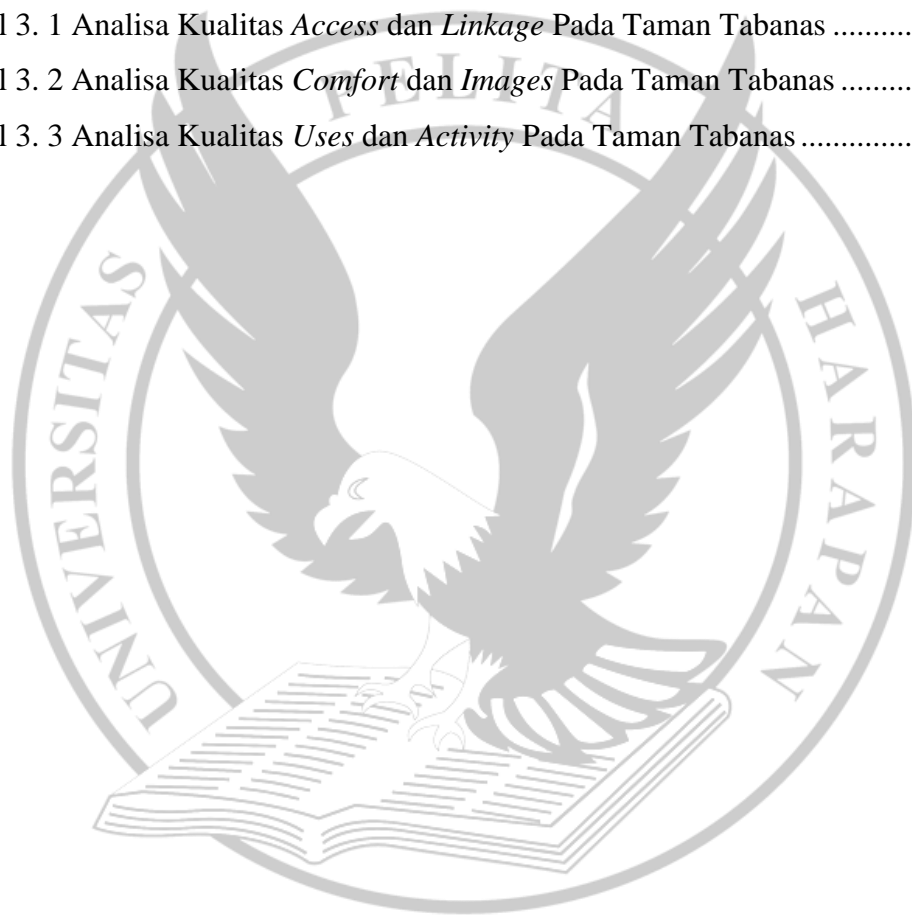 l 3. 1 Analisa Kualitas Access dan Linkage Pada Taman Tabanas ..........
l 3. 2 Analisa Kualitas Comfort dan Images Pada Taman Tabanas .........
l 3. 3 Analisa Kualitas Uses dan Activity Pada Taman Tabanas ..............
UNIVERSITAS PELITA HARAPAN